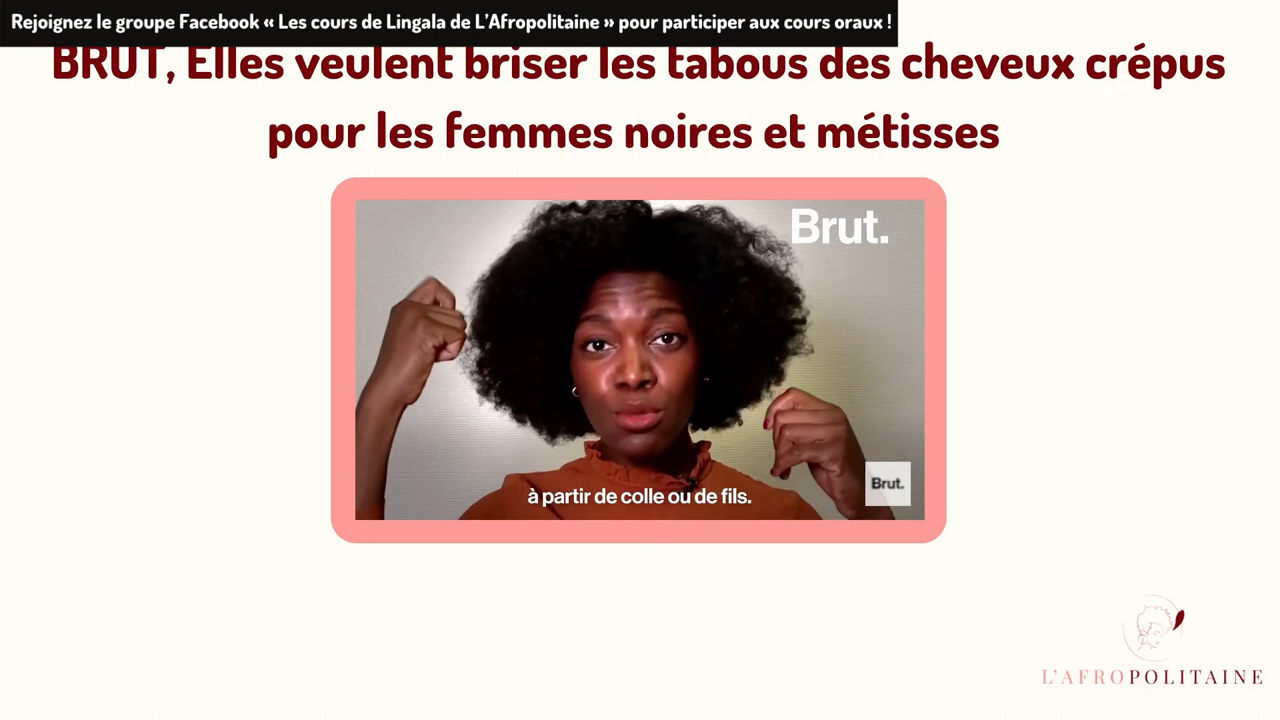 Rejoignez le groupe Facebook « Les cours de Lingala de L’Afropolitaine » pour participer aux cours oraux !
BRUT, Elles veulent briser les tabous des cheveux crépus
pour les femmes noires et métisses
Brut.
à partir de colle ou de fils.
Brut.
L’AFROPOLITAINE